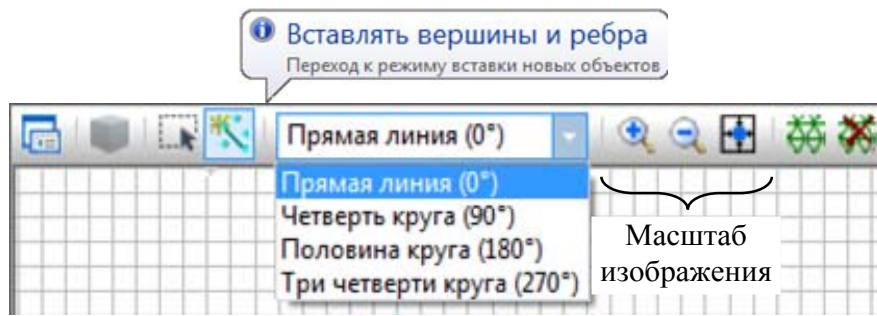 Вставлять вершины и ребра
Переход к режиму вставки новых объектов
Прямая линия (0°)
Прямая линия (0°)
Четверть круга (90°)
Половина круга (180°)
Три четверти круга (270°)
Масштаб
изображения